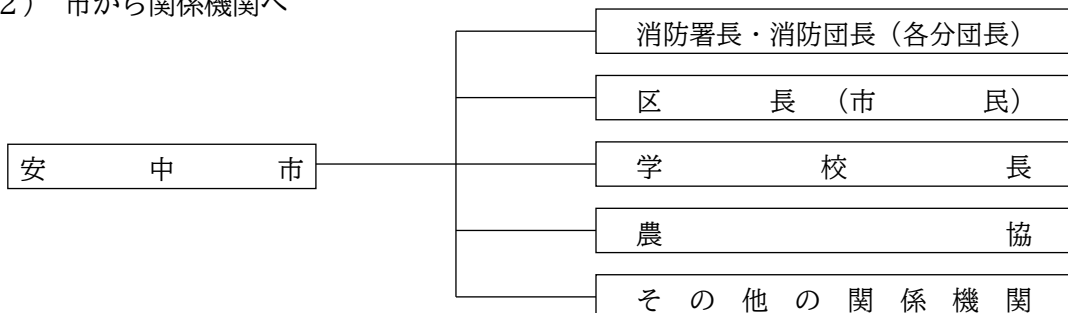 2） 市から関係機関へ
消防署長・消防団長（各分団長）
区長（市民）
安中市
学校長
農協
その他の関係機関